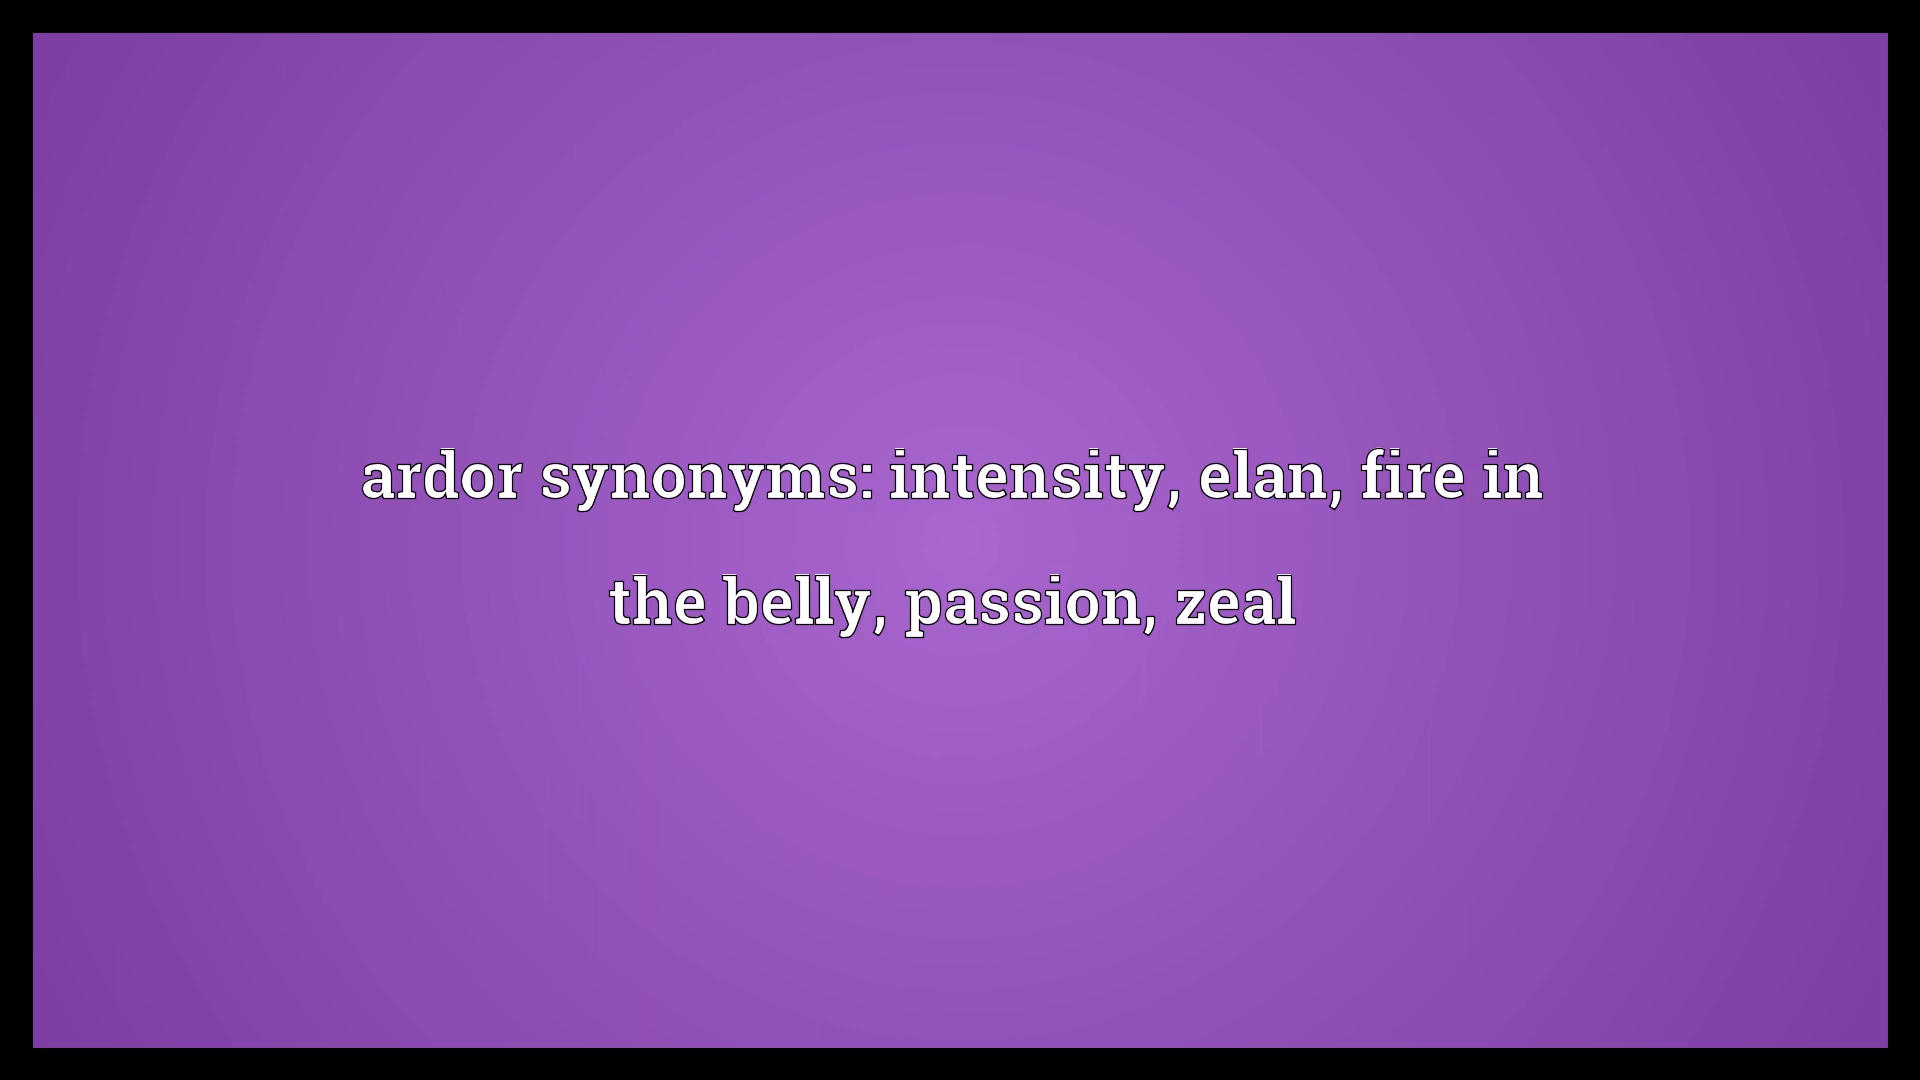 ardor synonyms: intensity, elan, fire in
the belly, passion, zeal